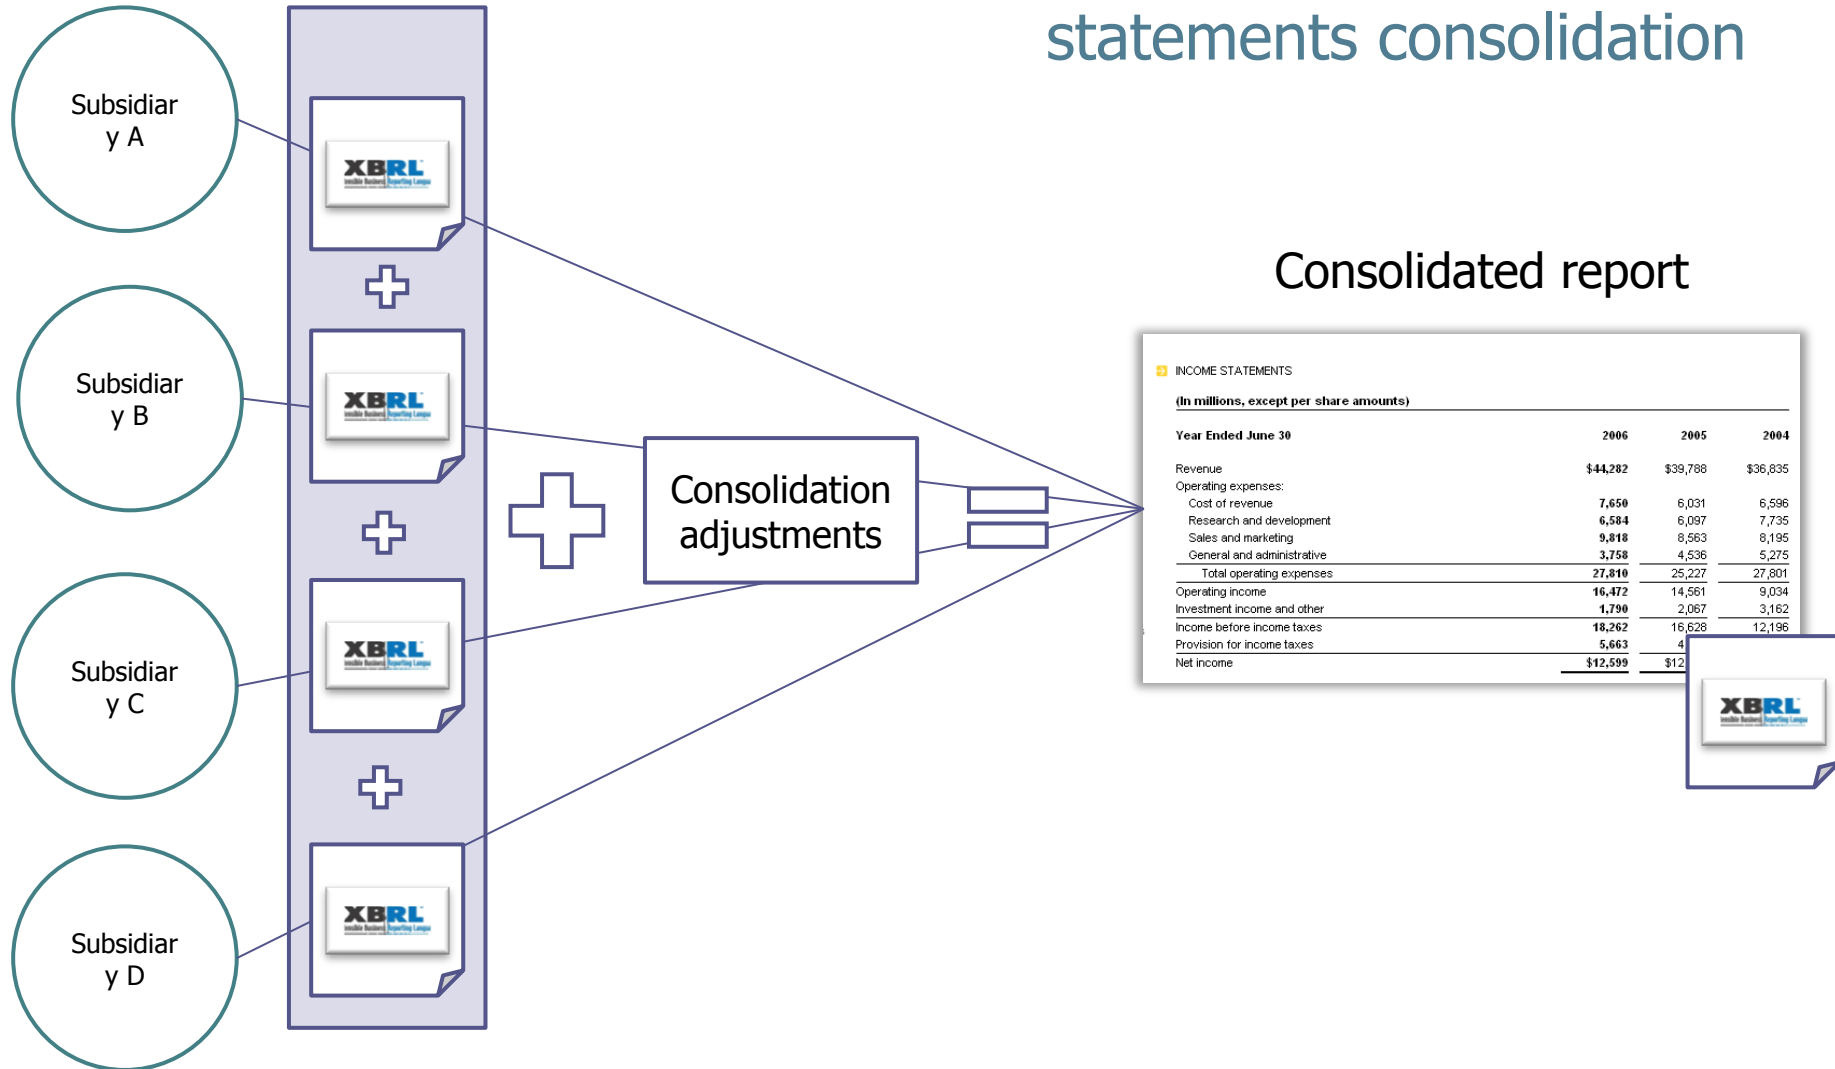 statements consolidation
Subsidiar
y A
XBRL
Subsidiar
y B
XBRL
Subsidiar
y C
XBRL
Subsidiar
y D
XBRL
Consolidation
adjustments
Consolidated report
INCOME STATEMENTS
(In millions, except per share amounts)
Year Ended June 30 2006 2005 2004
Revenue $44,282 $39,788 $36,835
Operating expenses:
Cost of revenue 7,650 6,031 6,596
Research and development 6,584 6,097 7,735
Sales and marketing 9,818 8,563 8,195
General and administrative 3,758 4,536 5,275
Total operating expenses 27,810 25,227 27,801
Operating income 16,472 14,561 9,034
Investment income and other 1,790 2,067 3,162
Income before income taxes 18,262 16,628 12,196
Provision for income taxes 5,663 4
Net income $12,599 $12
XBRL